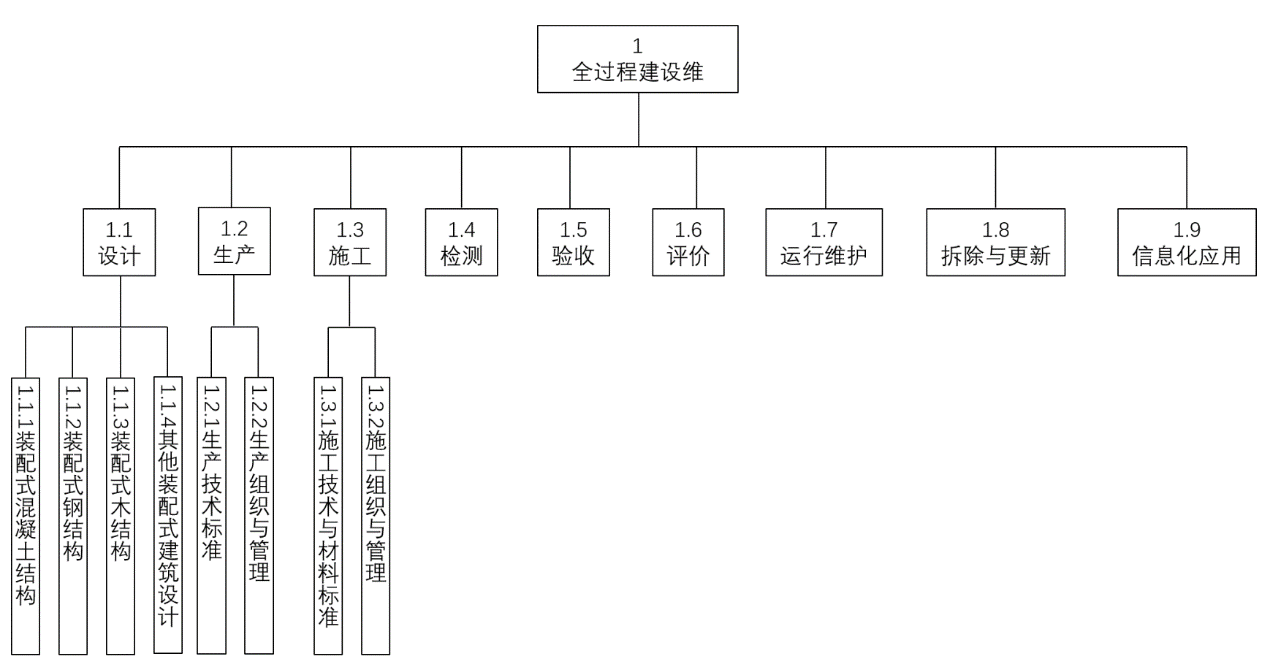 1
全过程建设维
1.1
设计
1.2
生产
1.3
施工
1.4
检测
1.5
验收
1.6
评价
1.7
运行维护
1.8
拆除与更新
1.9
信息化应用
1.1.1装配式混凝土结构
1.1.2装配式钢结构
1.1.3装配式木结构
1.1.4其他装配式建筑设计
1.2.1生产技术标准
1.2.2生产组织与管理
1.3.1施工技术与材料标准
1.3.2施工组织与管理